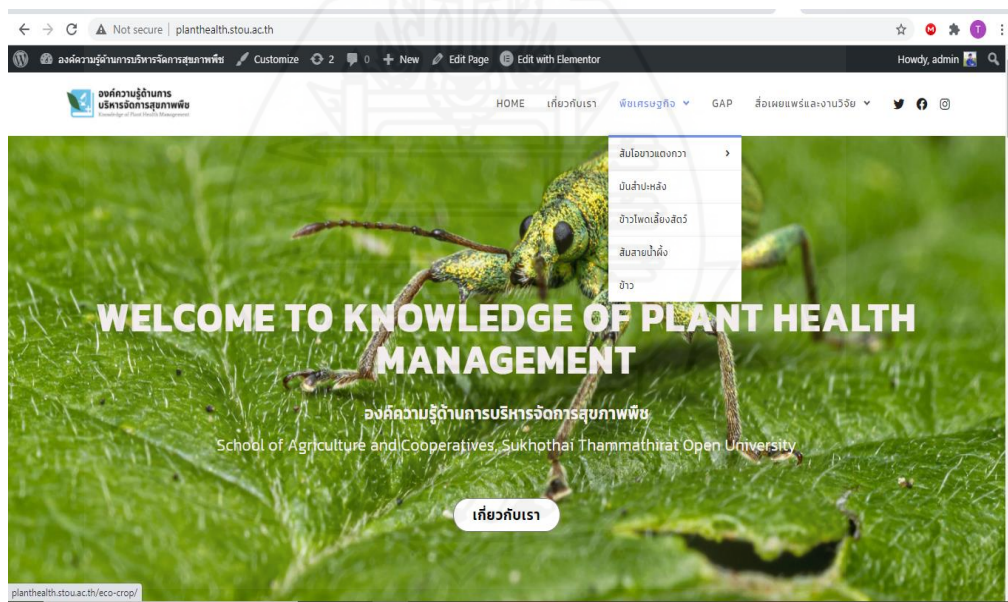 Not secure | planthealth.stou.ac.th
องค์ความรู้ด้านการบริหารจัดการสุขภาพพืช Customize 2 0 + New Edit Page Edit with Elementor Howdy, admin
องค์ความรู้ด้านการ
บริหารจัดการสุขภาพพืช
Knowledge of Plant Health Management
HOME เกี่ยวกับเรา พืชเศรษฐกิจ GAP สื่อเผยแพร่และงานวิจัย
ส้มโอขาวแตงกวา
มันสำปะหลัง
ข้าวโพดเลี้ยงสัตว์
ส้มสายน้ำผึ้ง
ข้าว
WELCOME TO KNOWLEDGE OF PLANT HEALTH
MANAGEMENT
องค์ความรู้ด้านการบริหารจัดการสุขภาพพืช
School of Agriculture and Cooperatives, Sukhothai Thammathirat Open University
เกี่ยวกับเรา
planthealth.stou.ac.th/eco-crop/